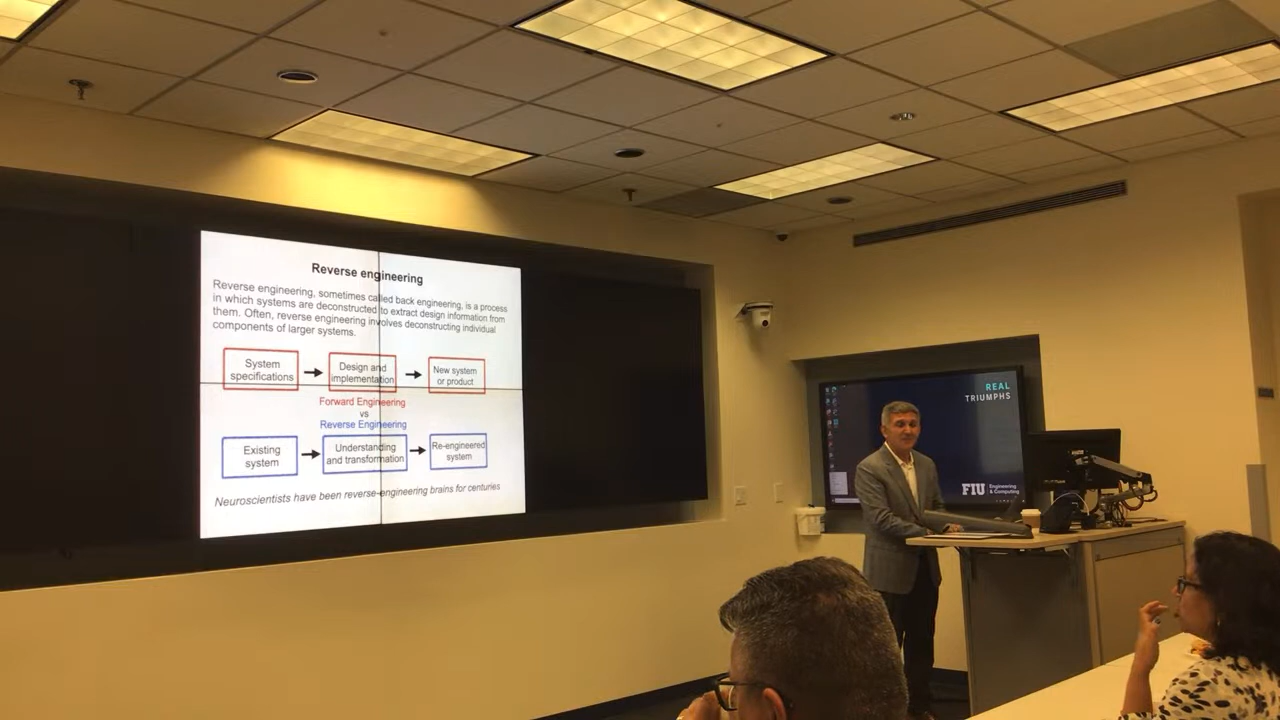 Reverse engineering
Reverse engineering, sometimes called back engineering, is a process
in which systems are deconstructed to extract design information from
them. Often, reverse engineering involves deconstructing individual
components of larger systems.
System
specifications
Design and
implementation
New system
or product
Forward Engineering
vs
Reverse Engineering
Existing
system
Understanding
and transformation
Re-engineered
system
Neuroscientists have been reverse-engineering brains for centuries
REAL
TRIUMPHS
FIU Engineering
& Computing